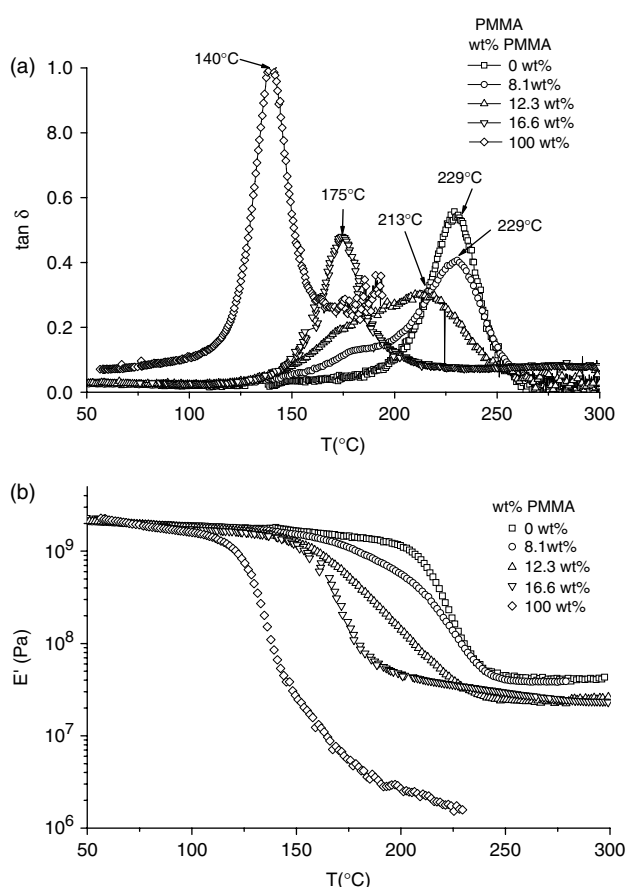 PMMA
wt% PMMA
0 wt%
8.1wt%
12.3 wt%
16.6 wt%
100 wt%
(a)
140°C
175°C
213°C
229°C
229°C
1.0
0.8
0.6
0.4
0.2
0.0
tan δ
50 100 150 200 250 300
T(°C)
(b)
wt% PMMA
0 wt%
8.1wt%
12.3 wt%
16.6 wt%
100 wt%
10⁹
10⁸
10⁷
10⁶
E' (Pa)
50 100 150 200 250 300
T(°C)